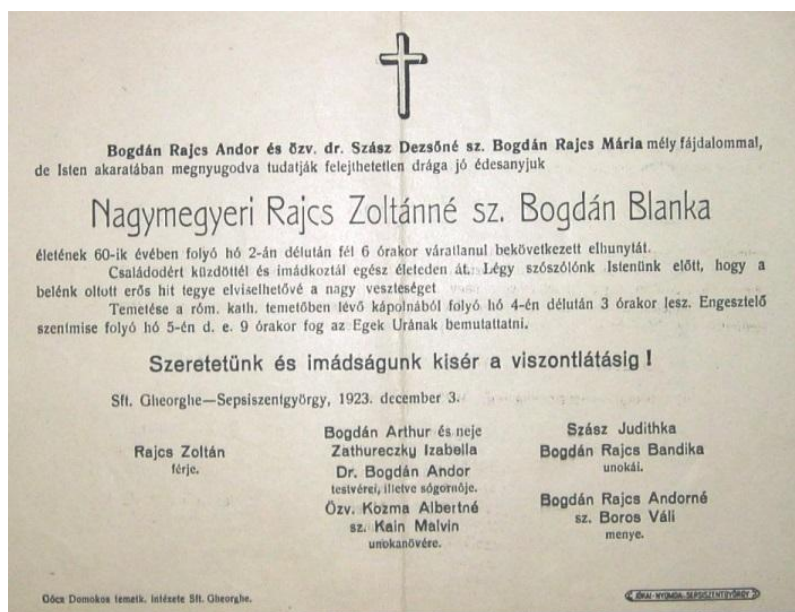 Bogdán Rajcs Andor és özv. dr. Szász Dezsőné sz. Bogdán Rajcs Mária mély fájdalommal,
de Isten akaratában megnyugodva tudatják felejthetetlen drága jó édesanyjuk
Nagymegyeri Rajcs Zoltánné sz. Bogdán Blanka
életének 60-ik évében folyó hó 2-án délután fél 6 órakor váratlanul bekövetkezett elhunytát.
Családodért küzdöttél és imádkoztál egész életeden át. Légy szószólónk Istenünk előtt, hogy a
belénk oltott erős hit tegye elviselhetővé a nagy veszteséget
Temetése a róm. kath. temetőben lévő kápolnából folyó hó 4-én délután 3 órakor lesz. Engesztelő
szentmise folyó hó 5-én d. e. 9 órakor fog az Egek Urának bemutattatni.
Szeretetünk és imádságunk kisér a viszontlátásig !
Sft. Gheorghe—Sepsiszentgyörgy, 1923. december 3.
Rajcs Zoltán
férje.
Bogdán Arthur és neje
Zathureczky Izabella
Dr. Bogdán Andor
testvérei, illetve sógornője.
Özv. Kozma Albertné
sz. Kain Malvin
unokanővére.
Szász Judithka
Bogdán Rajcs Bandika
unokái.
Bogdán Rajcs Andorné
sz. Boros Váli
menye.
Göcz Domokos temetk. intézete Sft. Gheorghe.
JÓKAI-NYOMDA SEPSISZENTGYÖRGY